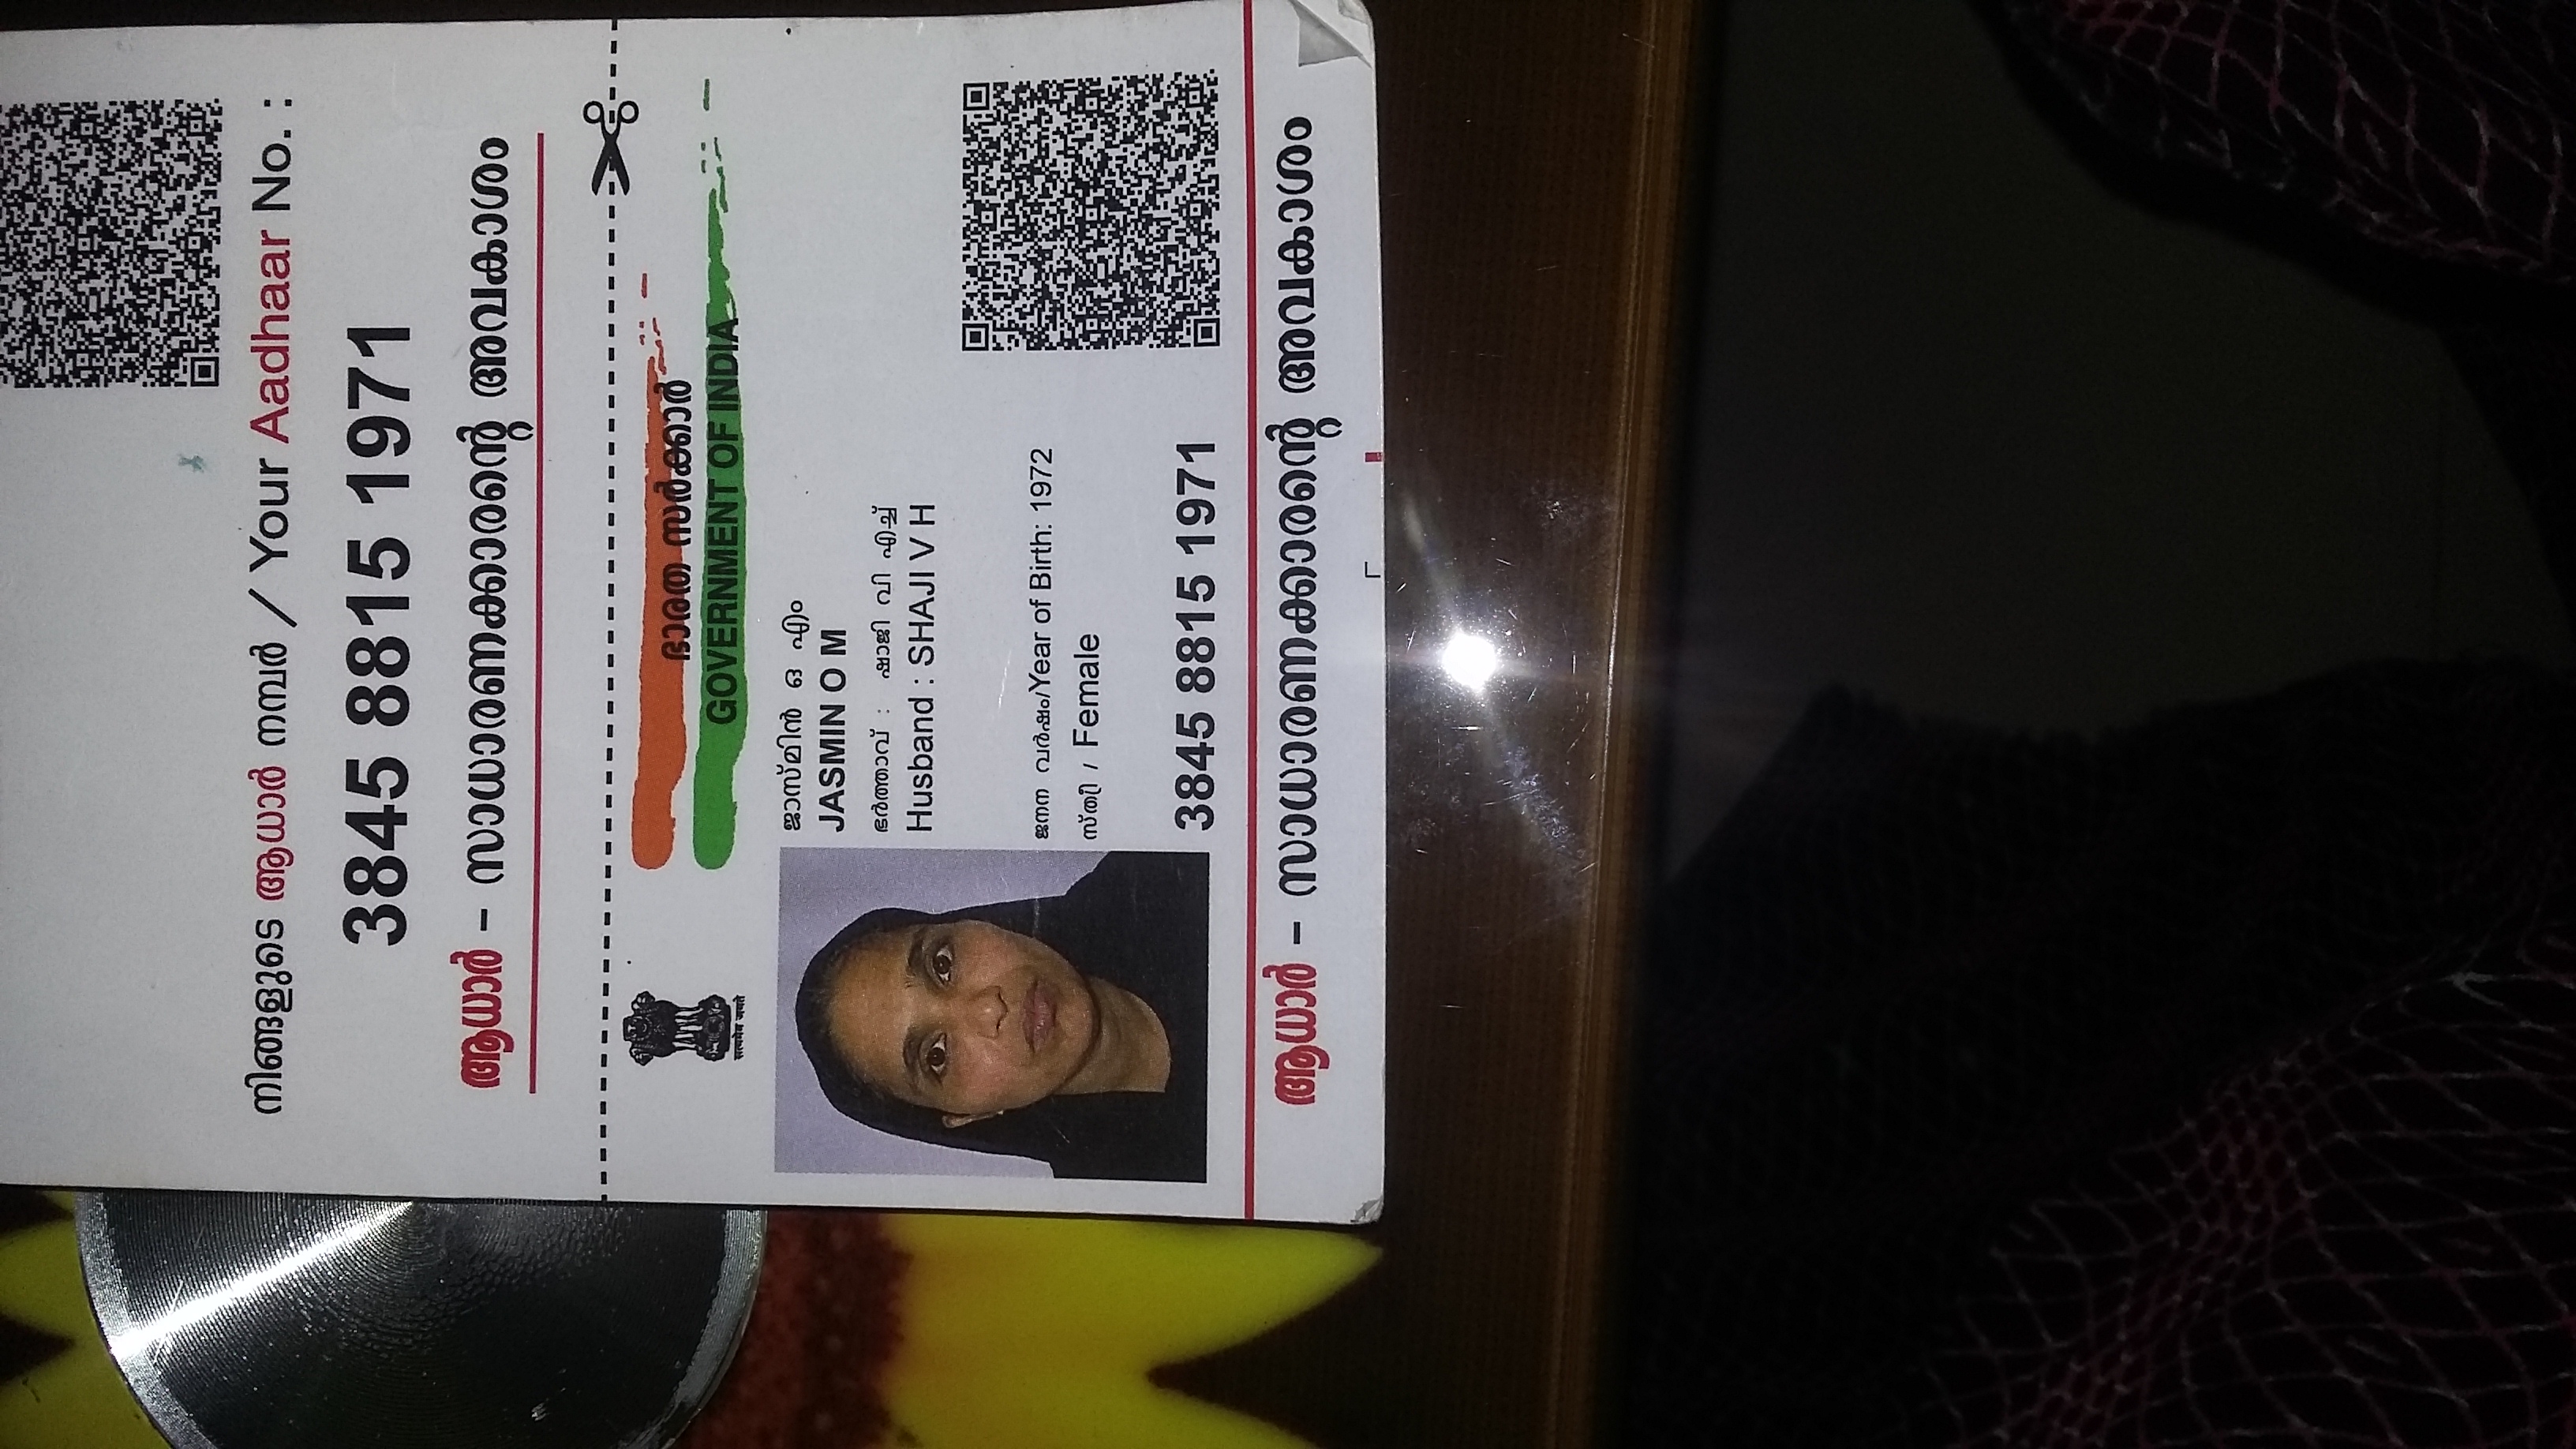 നിങ്ങളുടെ ആധാർ നമ്പർ / Your Aadhaar No. :
3845 8815 1971
ആധാർ – സാധാരണക്കാരന്റെ അവകാശം
ഭാരത സർക്കാർ
GOVERNMENT OF INDIA
सत्यमेव जयते
ജാസ്മിൻ ഒ എം
JASMIN O M
ഭർത്താവ് : ഷാജി വി എച്ച്
Husband : SHAJI V H
ജനന വർഷം/Year of Birth: 1972
സ്ത്രീ / Female
3845 8815 1971
ആധാർ – സാധാരണക്കാരന്റെ അവകാശം